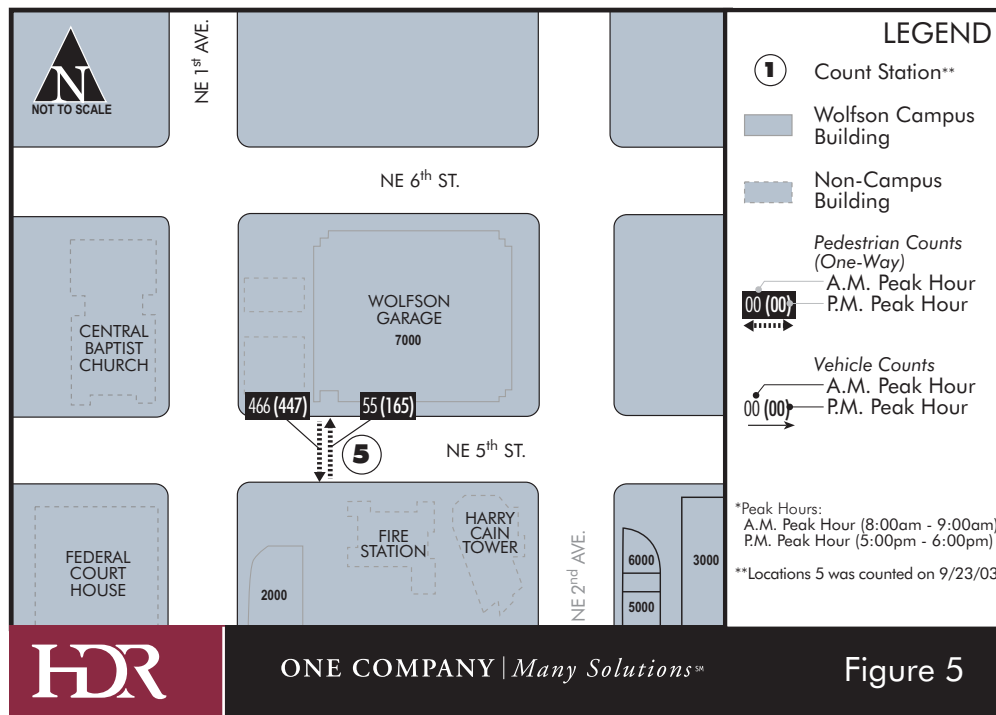 N
NOT TO SCALE
NE 1st AVE.
NE 6th ST.
CENTRAL
BAPTIST
CHURCH
WOLFSON
GARAGE
7000
466 (447)
55 (165)
5
NE 5th ST.
FEDERAL
COURT
HOUSE
2000
FIRE
STATION
HARRY
CAIN
TOWER
NE 2nd AVE.
6000
5000
3000
LEGEND
1 Count Station**
Wolfson Campus
Building
Non-Campus
Building
Pedestrian Counts
(One-Way)
A.M. Peak Hour
00 (00) P.M. Peak Hour
Vehicle Counts
A.M. Peak Hour
00 (00) P.M. Peak Hour
*Peak Hours:
A.M. Peak Hour (8:00am - 9:00am)
P.M. Peak Hour (5:00pm - 6:00pm)
**Locations 5 was counted on 9/23/03
HDR
ONE COMPANY | Many Solutions℠
Figure 5